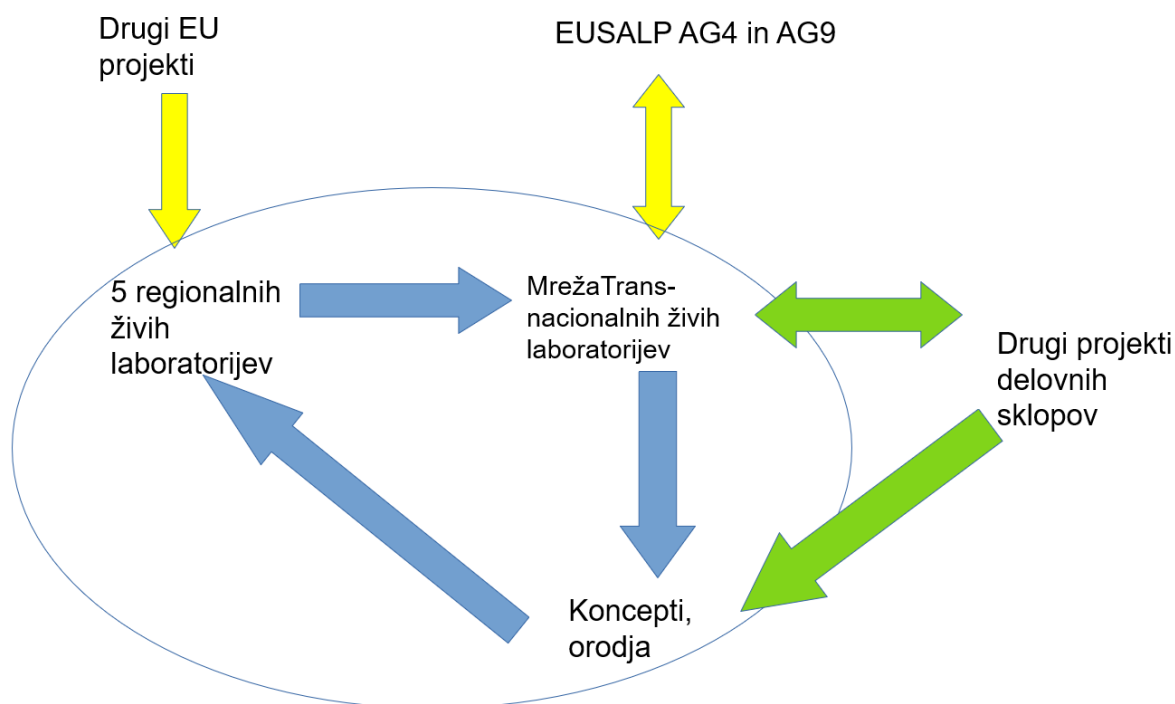 Drugi EU
projekti
EUSALP AG4 in AG9
5 regionalnih
živih
laboratorijev
MrežaTrans-
nacionalnih živih
laboratorijev
Drugi projekti
delovnih
sklopov
Koncepti,
orodja